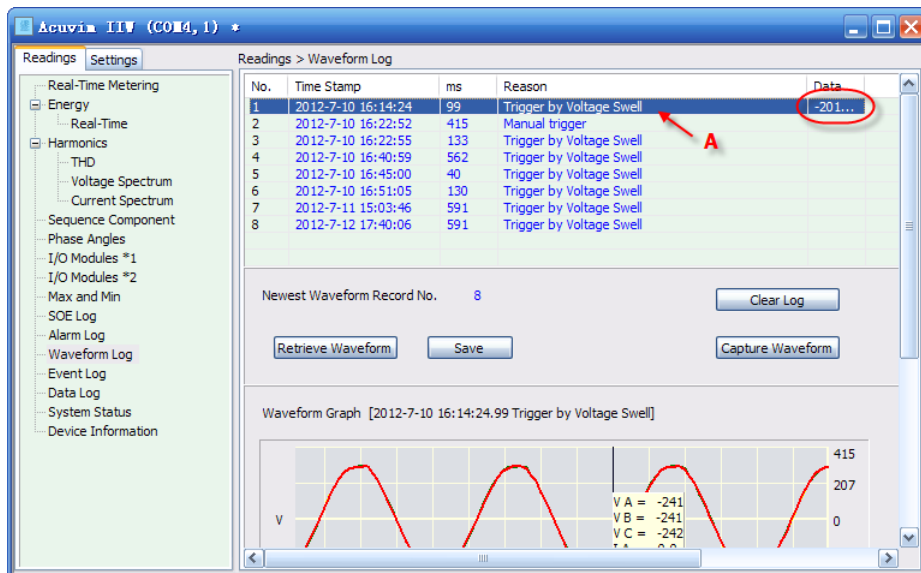 Acuvim IIW (COM4, 1) *
Readings Settings
Readings > Waveform Log
Real-Time Metering
Energy
Real-Time
Harmonics
THD
Voltage Spectrum
Current Spectrum
Sequence Component
Phase Angles
I/O Modules *1
I/O Modules *2
Max and Min
SOE Log
Alarm Log
Waveform Log
Event Log
Data Log
System Status
Device Information
No. Time Stamp ms Reason Data
1 2012-7-10 16:14:24 99 Trigger by Voltage Swell -201...
2 2012-7-10 16:22:52 415 Manual trigger
3 2012-7-10 16:22:55 133 Trigger by Voltage Swell
4 2012-7-10 16:40:59 562 Trigger by Voltage Swell
5 2012-7-10 16:45:00 40 Trigger by Voltage Swell
6 2012-7-10 16:51:05 130 Trigger by Voltage Swell
7 2012-7-11 15:03:46 591 Trigger by Voltage Swell
8 2012-7-12 17:40:06 591 Trigger by Voltage Swell
A
Newest Waveform Record No. 8
Clear Log
Retrieve Waveform Save Capture Waveform
Waveform Graph [2012-7-10 16:14:24.99 Trigger by Voltage Swell]
415
207
V 0
V A = -241
V B = -241
V C = -242